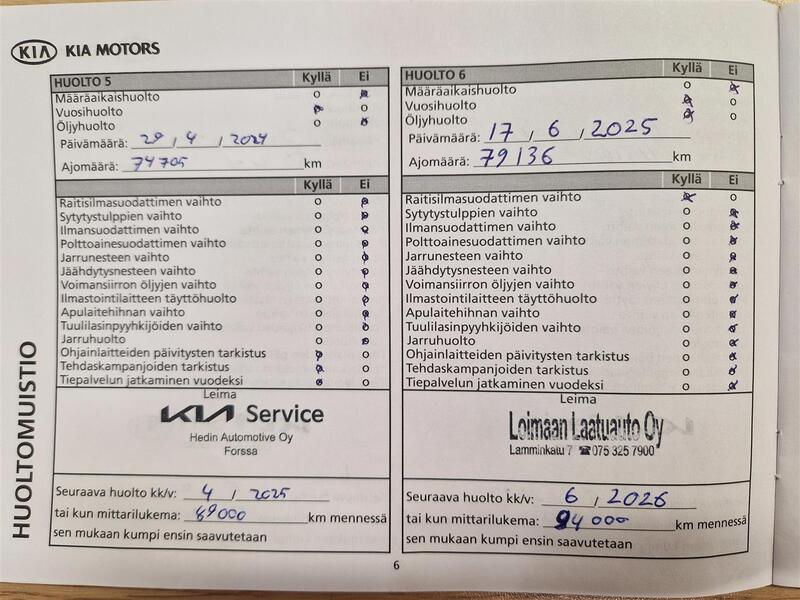 KIA KIA MOTORS
HUOLTOMUISTIO
HUOLTO 5 Kyllä Ei
Määräaikaishuolto o o
Vuosihuolto o o
Öljyhuolto o o
Päivämäärä: 29 / 4 / 2024
Ajomäärä: 74705 km
Kyllä Ei
Raitisilmasuodattimen vaihto o o
Sytytystulppien vaihto o o
Ilmansuodattimen vaihto o o
Polttoainesuodattimen vaihto o o
Jarrunesteen vaihto o o
Jäähdytysnesteen vaihto o o
Voimansiirron öljyjen vaihto o o
Ilmastointilaitteen täyttöhuolto o o
Apulaitehihnan vaihto o o
Tuulilasinpyyhkijöiden vaihto o o
Jarruhuolto o o
Ohjainlaitteiden päivitysten tarkistus o o
Tehdaskampanjoiden tarkistus o o
Tiepalvelun jatkaminen vuodeksi o o
Leima
KIA Service
Hedin Automotive Oy
Forssa
Seuraava huolto kk/v: 4 / 2025
tai kun mittarilukema: 89000 km mennessä
sen mukaan kumpi ensin saavutetaan
HUOLTO 6 Kyllä Ei
Määräaikaishuolto o o
Vuosihuolto o o
Öljyhuolto o o
Päivämäärä: 17 / 6 / 2025
Ajomäärä: 79136 km
Kyllä Ei
Raitisilmasuodattimen vaihto o o
Sytytystulppien vaihto o o
Ilmansuodattimen vaihto o o
Polttoainesuodattimen vaihto o o
Jarrunesteen vaihto o o
Jäähdytysnesteen vaihto o o
Voimansiirron öljyjen vaihto o o
Ilmastointilaitteen täyttöhuolto o o
Apulaitehihnan vaihto o o
Tuulilasinpyyhkijöiden vaihto o o
Jarruhuolto o o
Ohjainlaitteiden päivitysten tarkistus o o
Tehdaskampanjoiden tarkistus o o
Tiepalvelun jatkaminen vuodeksi o o
Leima
Loimaan Laatuauto Oy
Lamminkatu 7 ☎075 325 7900
Seuraava huolto kk/v: 6 / 2026
tai kun mittarilukema: 94000 km mennessä
sen mukaan kumpi ensin saavutetaan
6